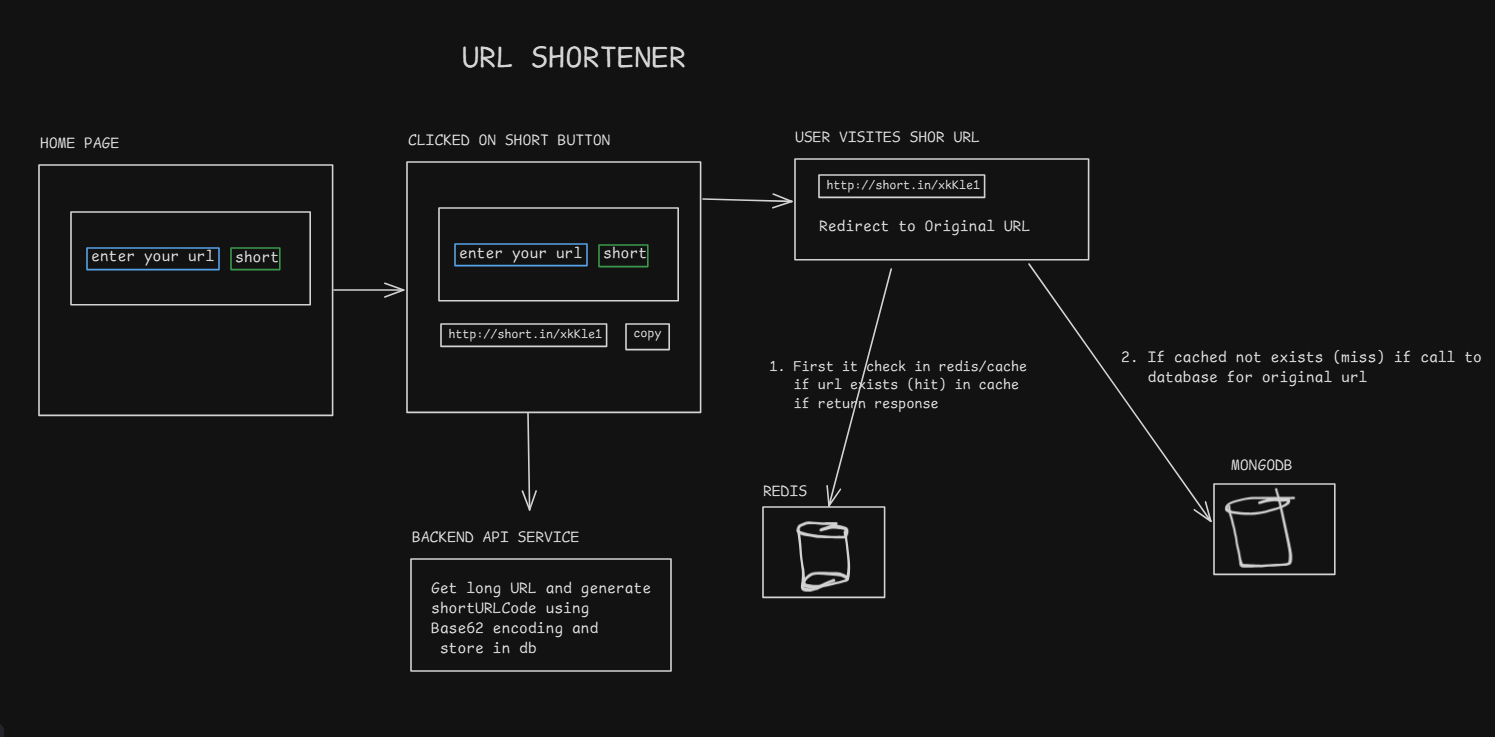 URL SHORTENER
HOME PAGE
enter your url
short
CLICKED ON SHORT BUTTON
enter your url
short
http://short.in/xkKle1
copy
USER VISITES SHOR URL
http://short.in/xkKle1
Redirect to Original URL
1. First it check in redis/cache
if url exists (hit) in cache
if return response
2. If cached not exists (miss) if call to
database for original url
REDIS
MONGODB
BACKEND API SERVICE
Get long URL and generate
shortURLCode using
Base62 encoding and
store in db